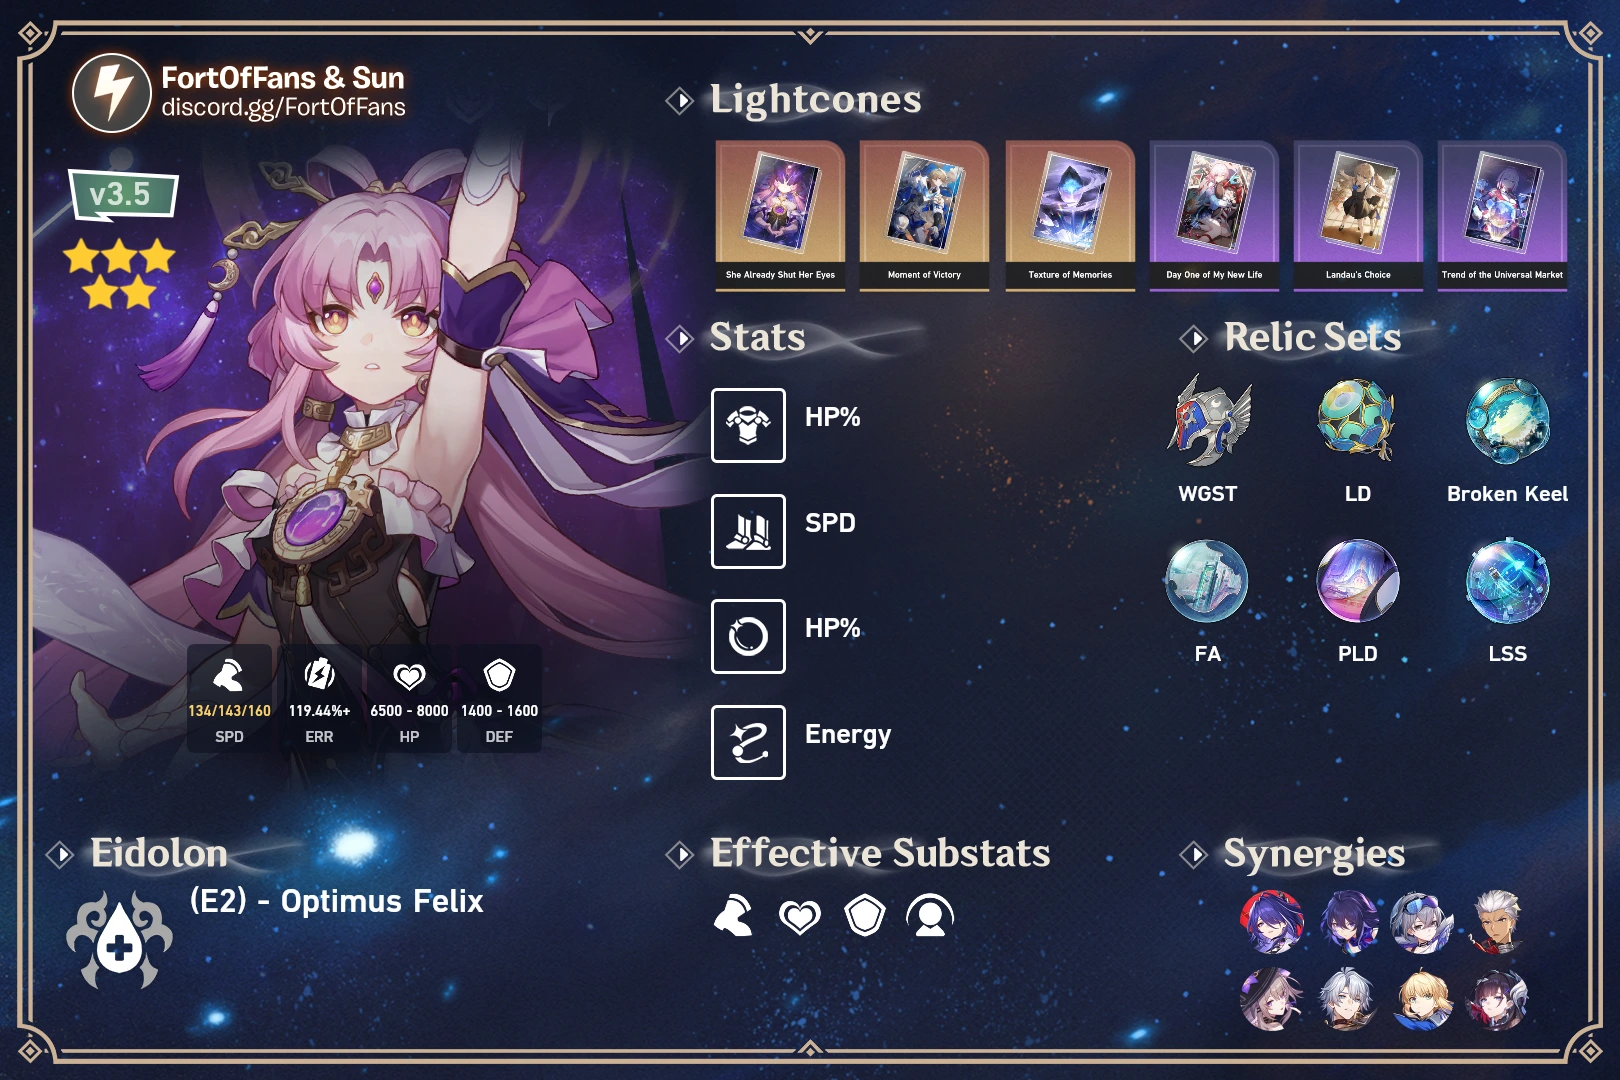 FortOfFans & Sun
discord.gg/FortOfFans
v3.5
134/143/160
SPD
119.44%+
ERR
6500 - 8000
HP
1400 - 1600
DEF
Lightcones
She Already Shut Her Eyes
Moment of Victory
Texture of Memories
Day One of My New Life
Landau's Choice
Trend of the Universal Market
Stats
HP%
SPD
HP%
Energy
Relic Sets
WGST
LD
Broken Keel
FA
PLD
LSS
Eidolon
(E2) - Optimus Felix
Effective Substats
Synergies